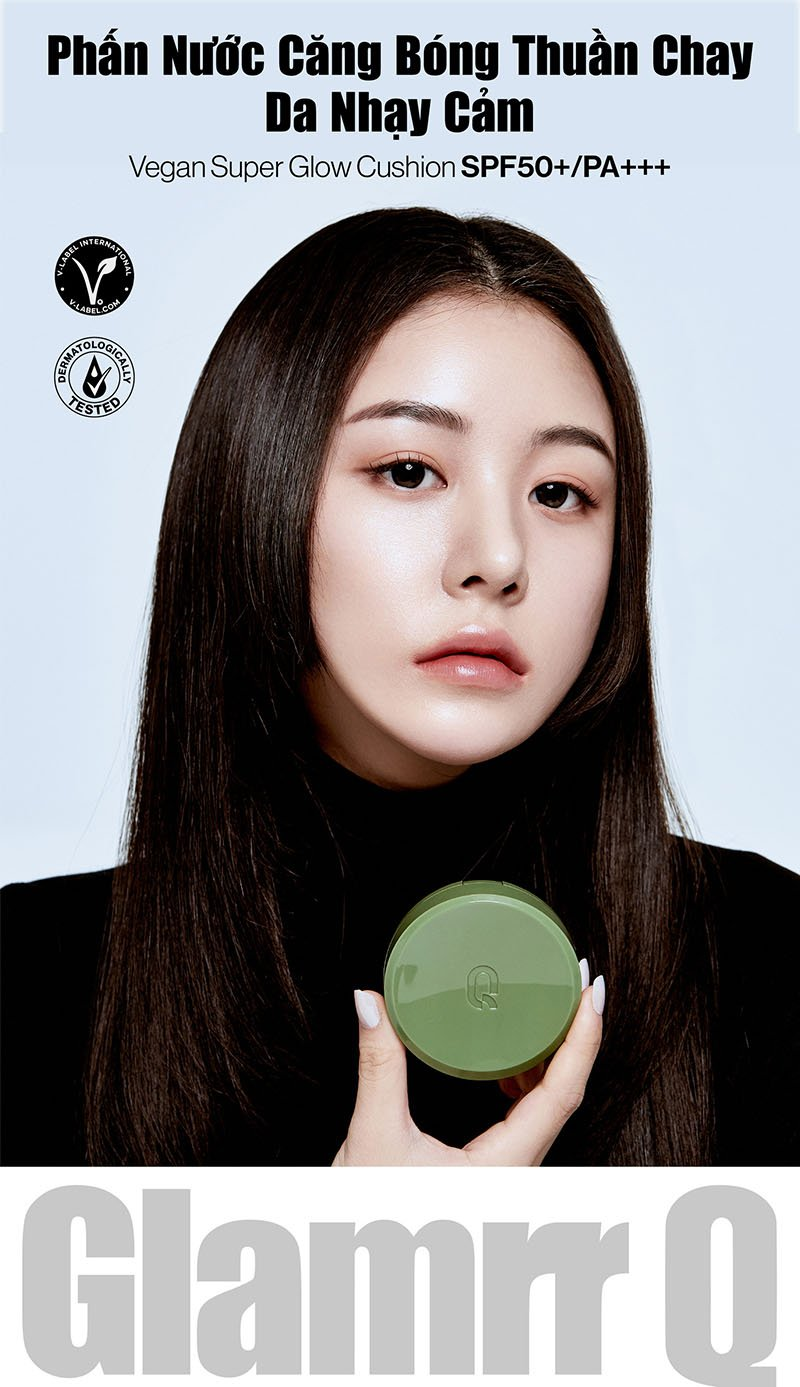 Phấn Nước Căng Bóng Thuần Chay
Da Nhạy Cảm
Vegan Super Glow Cushion SPF50+/PA+++
V-LABEL INTERNATIONAL
V-LABEL.COM
DERMATOLOGICALLY
TESTED
Q
Glamrr Q